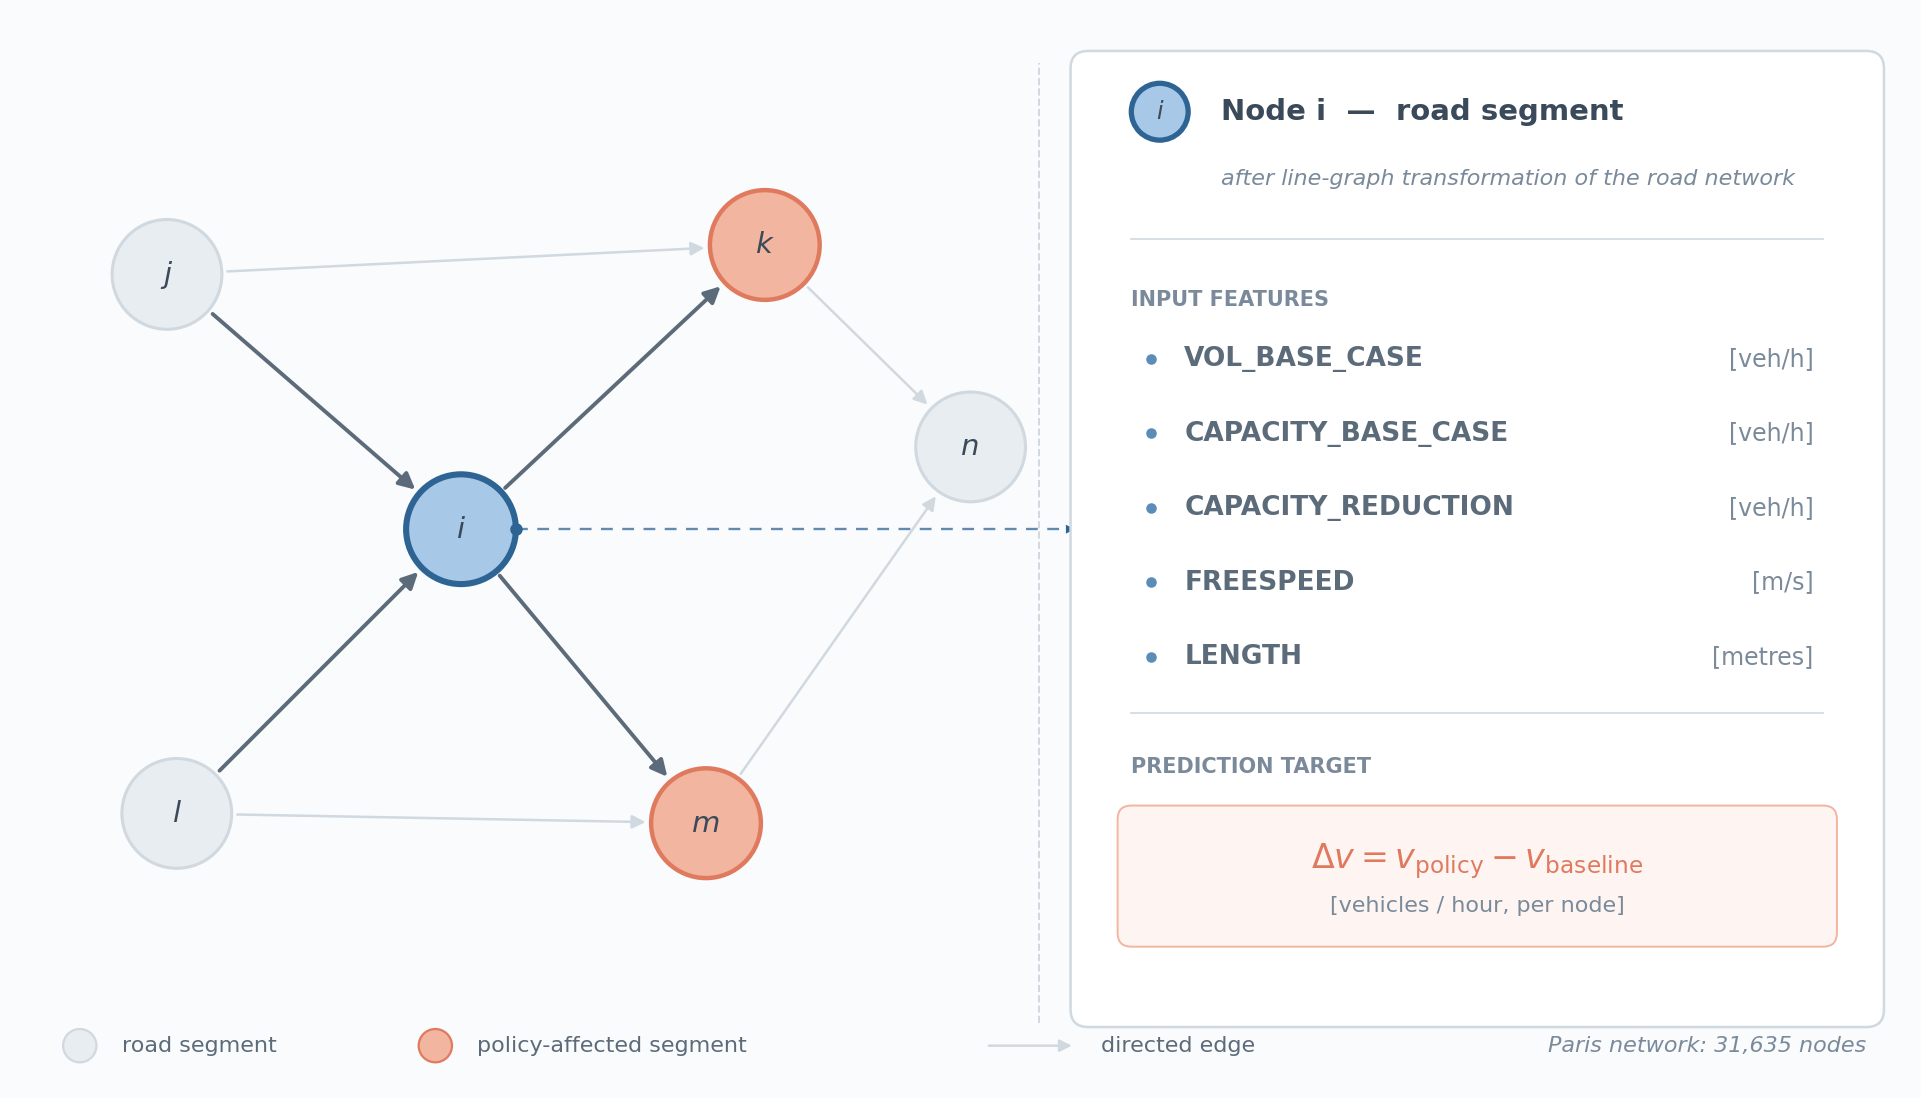 j
k
n
i
l
m
i
Node i — road segment
after line-graph transformation of the road network
INPUT FEATURES
VOL_BASE_CASE [veh/h]
CAPACITY_BASE_CASE [veh/h]
CAPACITY_REDUCTION [veh/h]
FREESPEED [m/s]
LENGTH [metres]
PREDICTION TARGET
Δv = v_policy − v_baseline
[vehicles / hour, per node]
road segment
policy-affected segment
directed edge
Paris network: 31,635 nodes